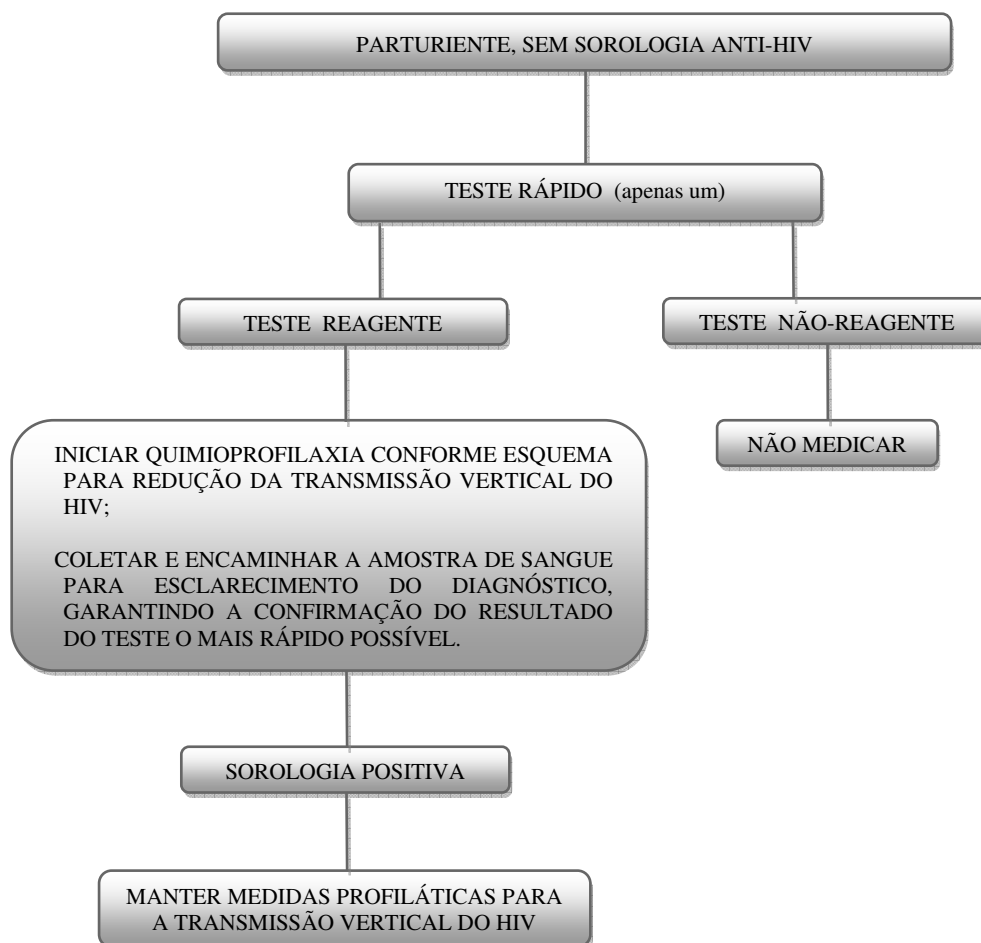 PARTURIENTE, SEM SOROLOGIA ANTI-HIV
TESTE RÁPIDO (apenas um)
TESTE REAGENTE
TESTE NÃO-REAGENTE
INICIAR QUIMIOPROFILAXIA CONFORME ESQUEMA
PARA REDUÇÃO DA TRANSMISSÃO VERTICAL DO
HIV;
COLETAR E ENCAMINHAR A AMOSTRA DE SANGUE
PARA ESCLARECIMENTO DO DIAGNÓSTICO,
GARANTINDO A CONFIRMAÇÃO DO RESULTADO
DO TESTE O MAIS RÁPIDO POSSÍVEL.
NÃO MEDICAR
SOROLOGIA POSITIVA
MANTER MEDIDAS PROFILÁTICAS PARA
A TRANSMISSÃO VERTICAL DO HIV